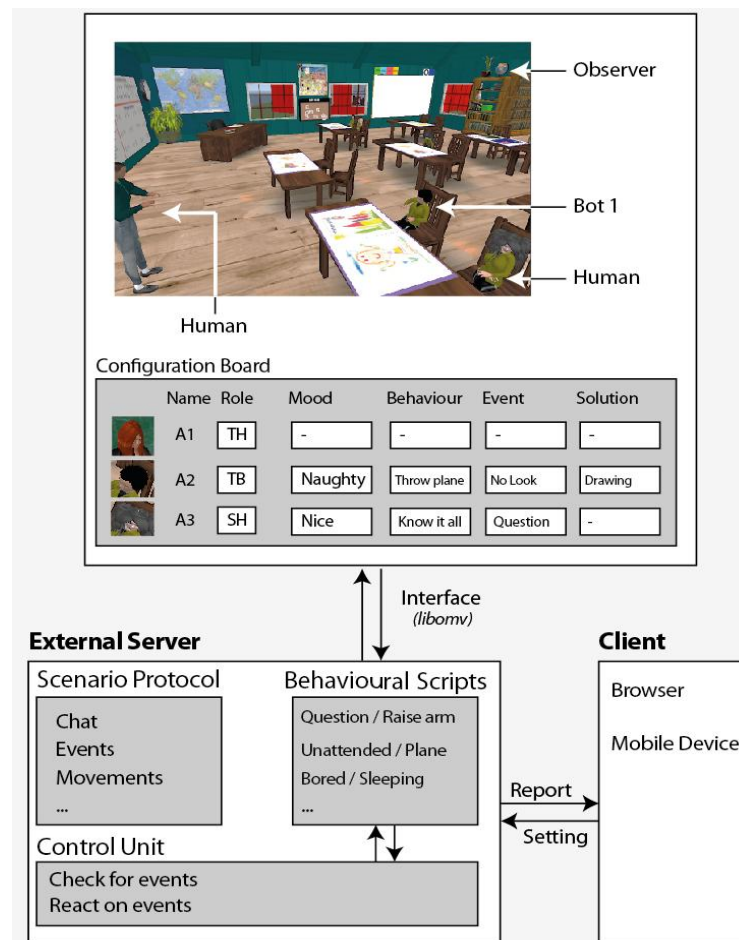 Observer
Bot 1
Human
Human
Configuration Board
Name Role Mood Behaviour Event Solution
A1 TH - - - -
A2 TB Naughty Throw plane No Look Drawing
A3 SH Nice Know it all Question -
Interface
(libomv)
External Server
Client
Scenario Protocol
Chat
Events
Movements
...
Behavioural Scripts
Question / Raise arm
Unattended / Plane
Bored / Sleeping
...
Browser
Mobile Device
Report
Setting
Control Unit
Check for events
React on events